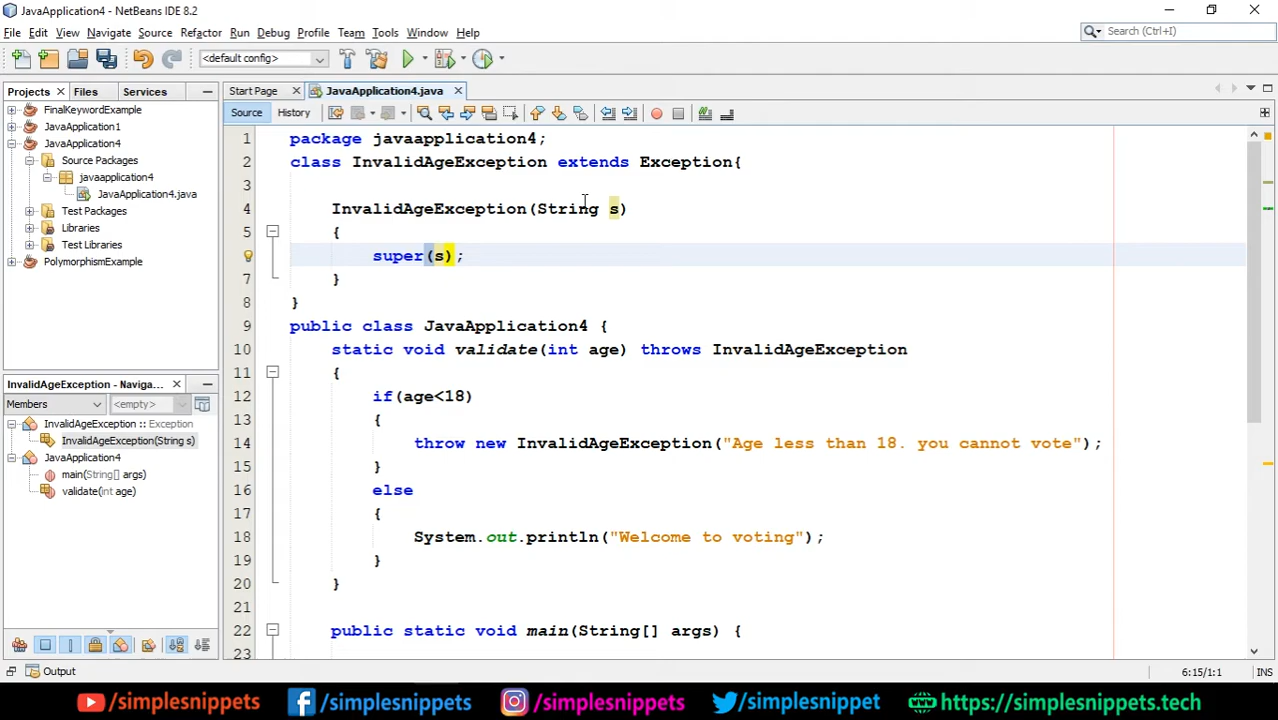 JavaApplication4 - NetBeans IDE 8.2
File Edit View Navigate Source Refactor Run Debug Profile Team Tools Window Help
Search (Ctrl+I)
<default config>
Projects Files Services
Start Page JavaApplication4.java
Source History
FinalKeywordExample
JavaApplication1
JavaApplication4
Source Packages
javaapplication4
JavaApplication4.java
Test Packages
Libraries
Test Libraries
PolymorphismExample
InvalidAgeException - Naviga...
Members <empty>
InvalidAgeException :: Exception
InvalidAgeException(String s)
JavaApplication4
main(String[] args)
validate(int age)
1 package javaapplication4;
2 class InvalidAgeException extends Exception{
3
4 InvalidAgeException(String s)
5 {
6 super(s);
7 }
8 }
9 public class JavaApplication4 {
10 static void validate(int age) throws InvalidAgeException
11 {
12 if(age<18)
13 {
14 throw new InvalidAgeException("Age less than 18. you cannot vote");
15 }
16 else
17 {
18 System.out.println("Welcome to voting");
19 }
20 }
21
22 public static void main(String[] args) {
23
Output
6:15/1:1 INS
/simplesnippets /simplesnippets /simplesnippets /simplesnippets https://simplesnippets.tech